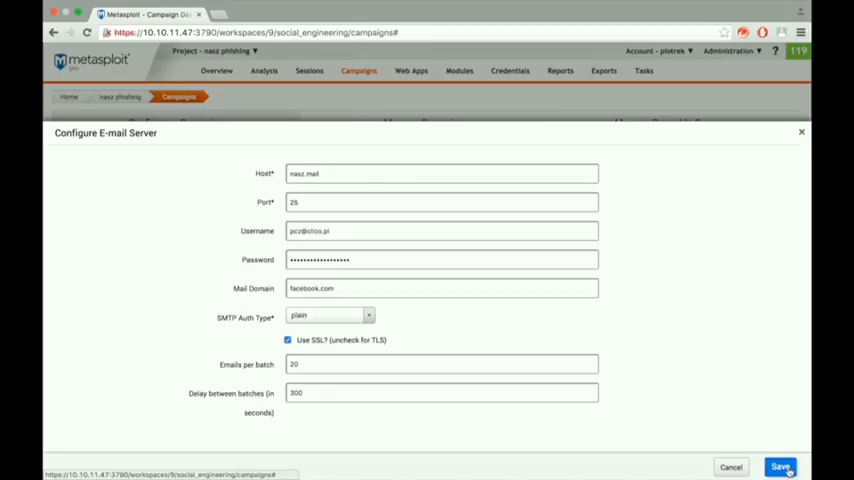 Metasploit - Campaign Das
https://10.10.11.47:3790/workspaces/9/social_engineering/campaigns#
metasploit
pro
Project - nasz phishing ▼
Account - piotrek ▼
Administration ▼
?
119
Overview
Analysis
Sessions
Campaigns
Web Apps
Modules
Credentials
Reports
Exports
Tasks
Home
nasz phishing
Campaigns
Configure E-mail Server
Host*
nasz.mail
Port*
25
Username
pcz@clico.pl
Password
Mail Domain
facebook.com
SMTP Auth Type*
plain
Use SSL? (uncheck for TLS)
Emails per batch
20
Delay between batches (in
seconds)
300
https://10.10.11.47:3790/workspaces/9/social_engineering/campaigns#
Cancel
Save